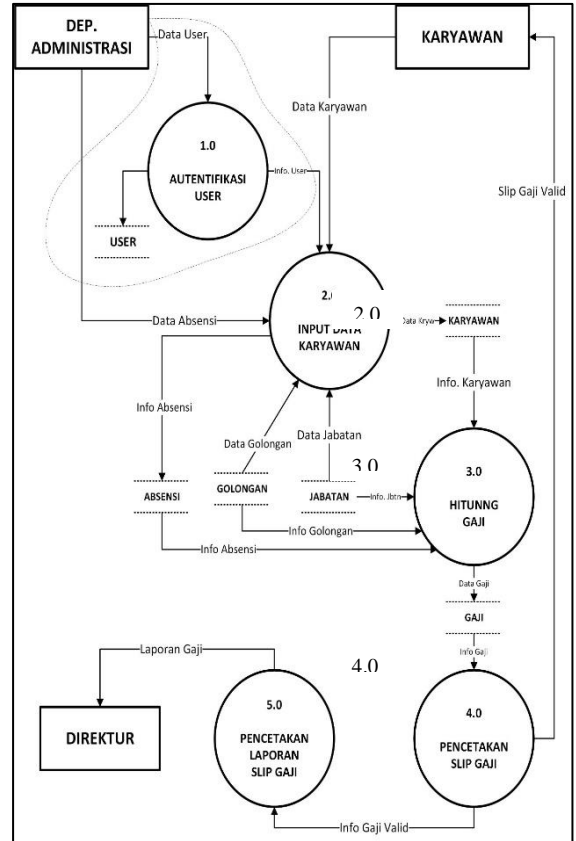 DEP.
ADMINISTRASI
Data User
KARYAWAN
Data Karyawan
1.0
AUTENTIFIKASI
USER
Info. User
Slip Gaji Valid
USER
2.0
INPUT DATA
KARYAWAN
2.0
Data Kryw
KARYAWAN
Data Absensi
Info. Karyawan
Info Absensi
Data Golongan
Data Jabatan
3.0
3.0
HITUNNG
GAJI
ABSENSI
GOLONGAN
JABATAN
Info. Jbtn
Info Golongan
Info Absensi
Data Gaji
GAJI
Info Gaji
Laporan Gaji
4.0
DIREKTUR
5.0
PENCETAKAN
LAPORAN
SLIP GAJI
4.0
PENCETAKAN
SLIP GAJI
Info Gaji Valid